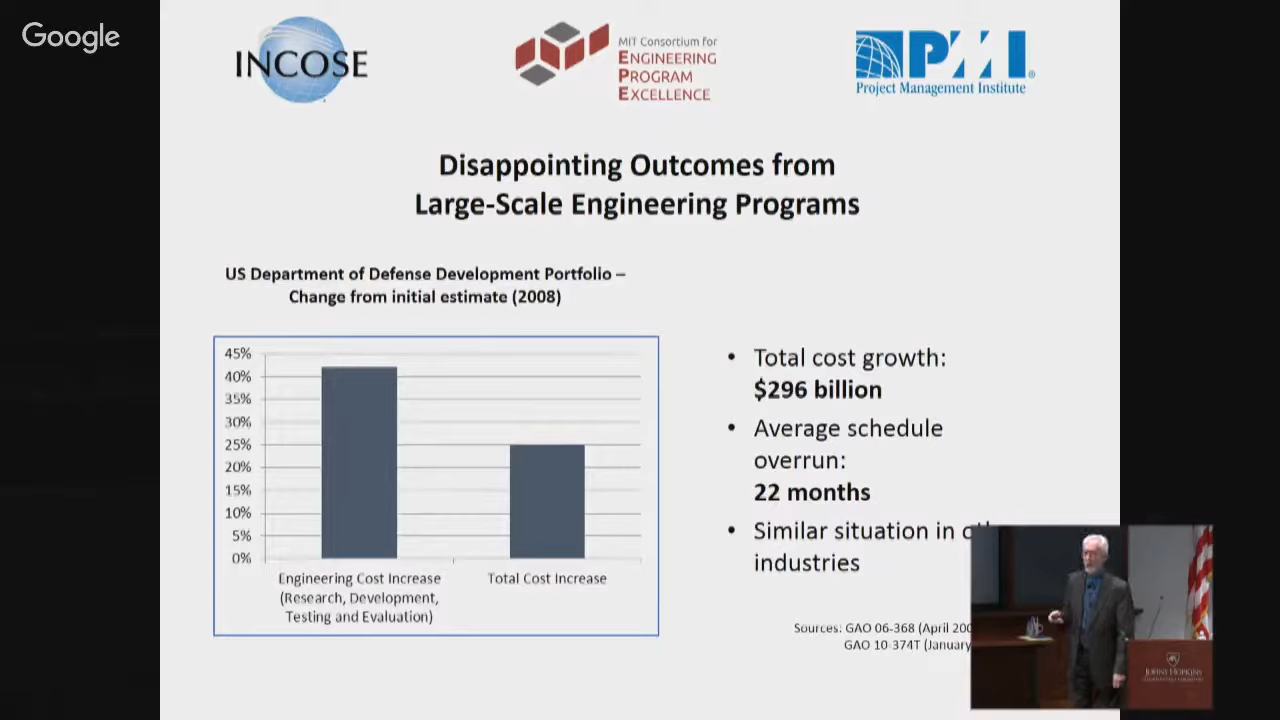 Google
INCOSE
MIT Consortium for
ENGINEERING
PROGRAM
EXCELLENCE
PMI
®
Project Management Institute
Disappointing Outcomes from
Large-Scale Engineering Programs
US Department of Defense Development Portfolio –
Change from initial estimate (2008)
45%
40%
35%
30%
25%
20%
15%
10%
5%
0%
Engineering Cost Increase
(Research, Development,
Testing and Evaluation)
Total Cost Increase
• Total cost growth:
$296 billion
• Average schedule
overrun:
22 months
• Similar situation in
industries
Sources: GAO 06-368 (April
GAO 10-374T (January
JOHNS HOPKINS